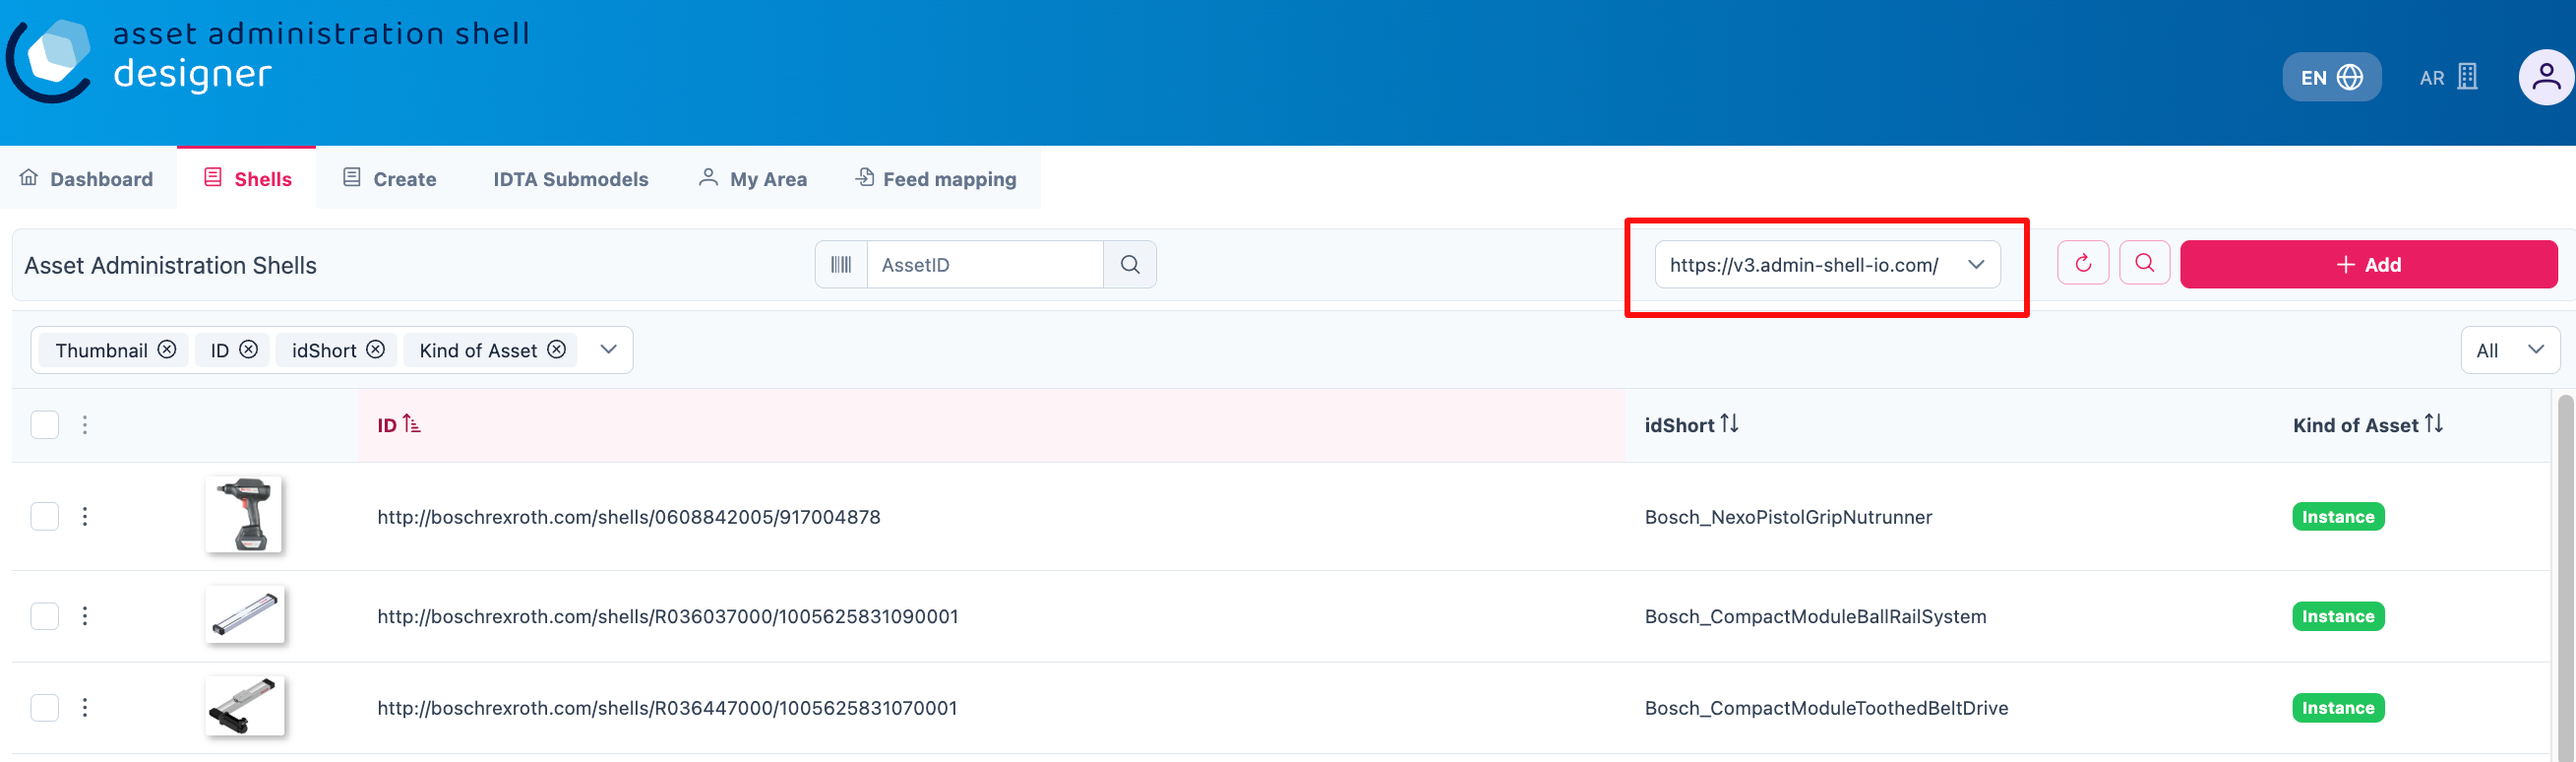 asset administration shell
designer
EN
AR
Dashboard
Shells
Create
IDTA Submodels
My Area
Feed mapping
Asset Administration Shells
AssetID
https://v3.admin-shell-io.com/
Add
Thumbnail
ID
idShort
Kind of Asset
All
ID
idShort
Kind of Asset
http://boschrexroth.com/shells/0608842005/917004878
Bosch_NexoPistolGripNutrunner
Instance
http://boschrexroth.com/shells/R036037000/1005625831090001
Bosch_CompactModuleBallRailSystem
Instance
http://boschrexroth.com/shells/R036447000/1005625831070001
Bosch_CompactModuleToothedBeltDrive
Instance